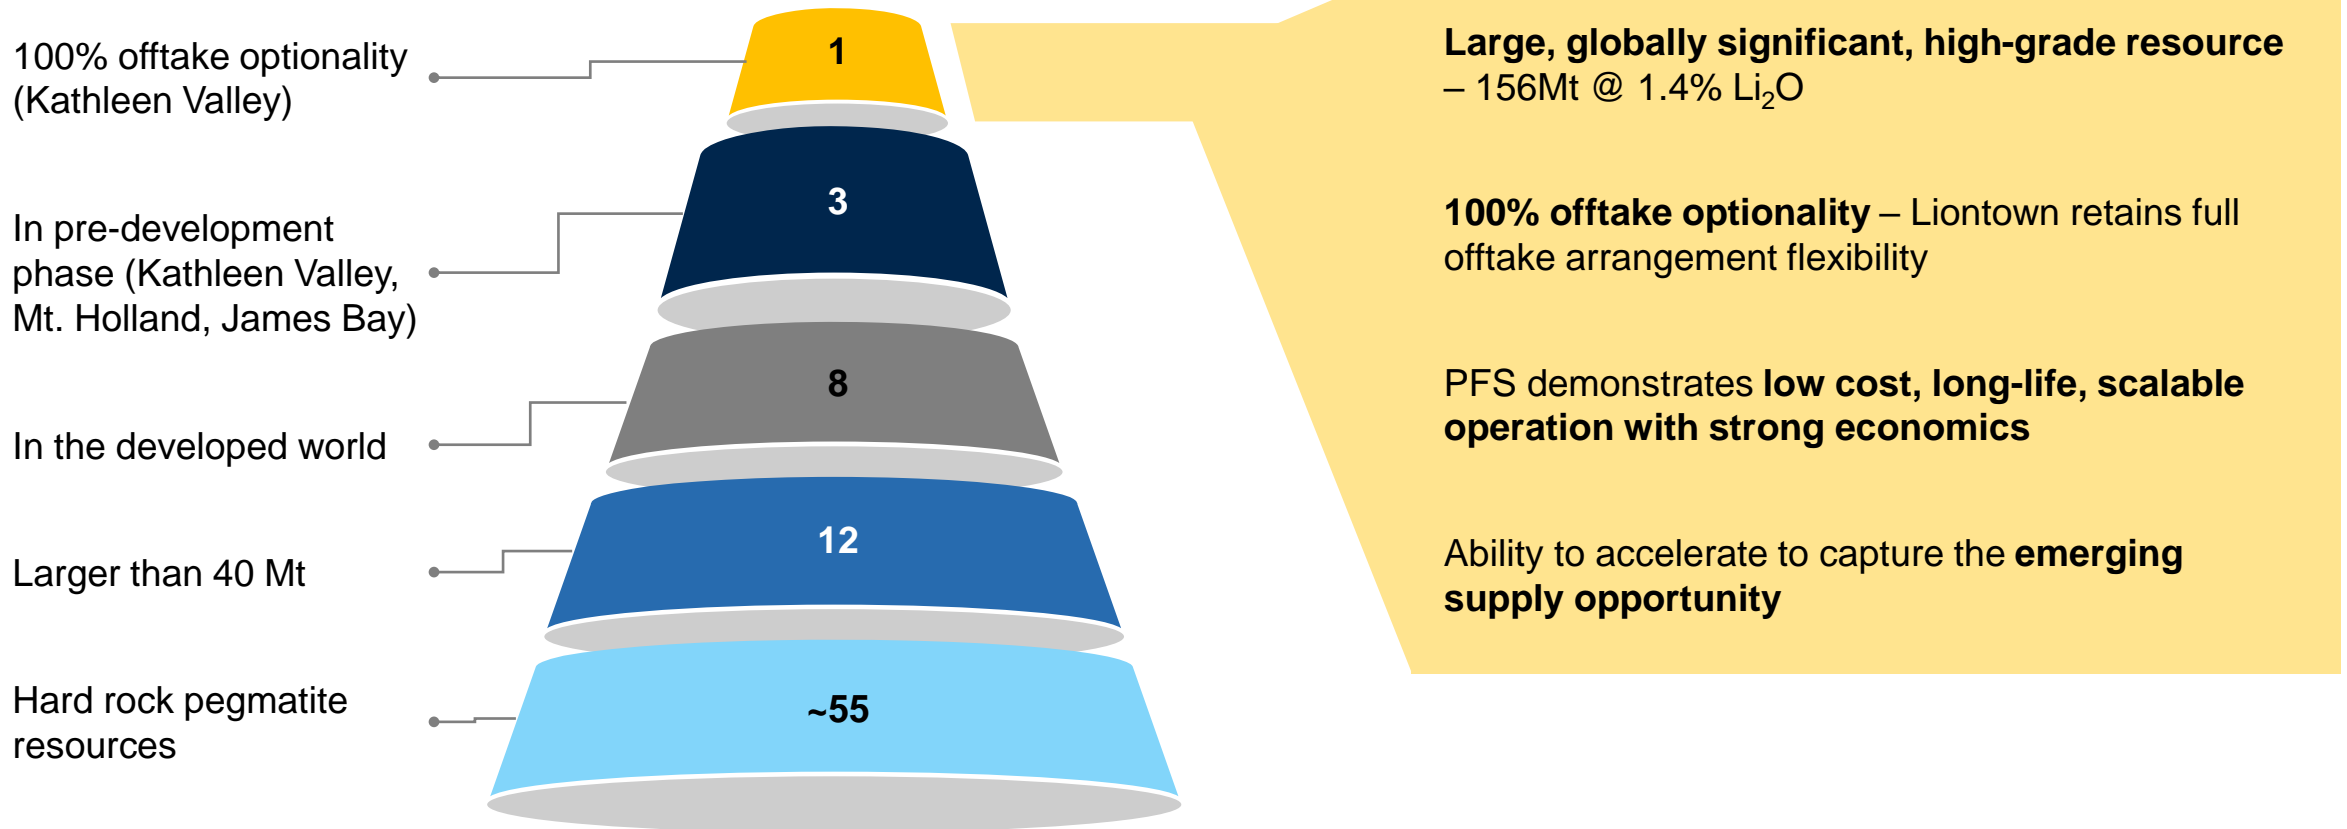 100% offtake optionality
(Kathleen Valley)
1
In pre-development
phase (Kathleen Valley,
Mt. Holland, James Bay)
3
In the developed world
8
Larger than 40 Mt
12
Hard rock pegmatite
resources
~55
Large, globally significant, high-grade resource
– 156Mt @ 1.4% Li₂O
100% offtake optionality – Liontown retains full
offtake arrangement flexibility
PFS demonstrates low cost, long-life, scalable
operation with strong economics
Ability to accelerate to capture the emerging
supply opportunity